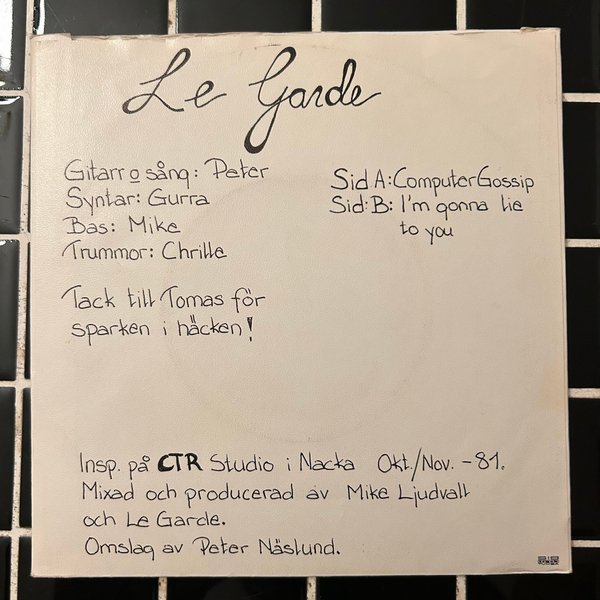 Le Garde
Gitarr o sång: Peter
Syntar: Gurra
Bas: Mike
Trummor: Chrille
Tack till Tomas för
sparken i häcken!
Sid A: Computer Gossip
Sid: B: I'm gonna lie
to you
Insp. på CTR Studio i Nacka Okt./Nov. -81.
Mixad och producerad av Mike Ljudvall
och Le Garde.
Omslag av Peter Näslund.